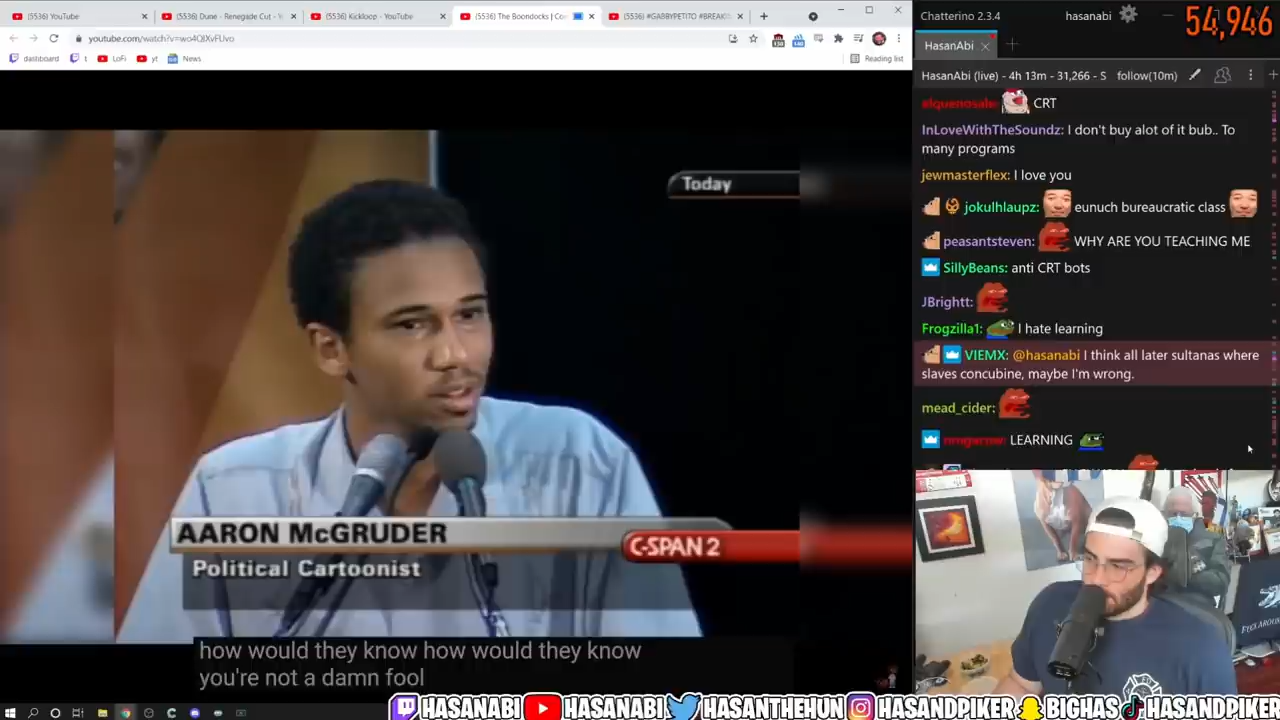 (5536) YouTube
(5536) Dune - Renegade Cut -
(5536) Kickloop - YouTube
(5536) The Boondocks | Co
(5536) #GABBYPETITO #BREAK
youtube.com/watch?v=wo4QIXvFUvo
dashboard
t
LoFi
yt
News
Reading list
Today
AARON McGRUDER
C-SPAN 2
Political Cartoonist
how would they know how would they know
you're not a damn fool
Chatterino 2.3.4
hasanabi
54,946
HasanAbi
HasanAbi (live) - 4h 13m - 31,266 - S
follow(10m)
CRT
InLoveWithTheSoundz: I don't buy alot of it bub.. To
many programs
jewmasterflex: I love you
jokulhlaupz: eunuch bureaucratic class
peasantsteven: WHY ARE YOU TEACHING ME
SillyBeans: anti CRT bots
JBrightt:
Frogzilla1: I hate learning
VIEMX: @hasanabi I think all later sultanas where
slaves concubine, maybe I'm wrong.
mead_cider:
LEARNING
HASANABI HASANABI HASANTHEHUN HASANDPIKER BIGHAS HASANDPIKER